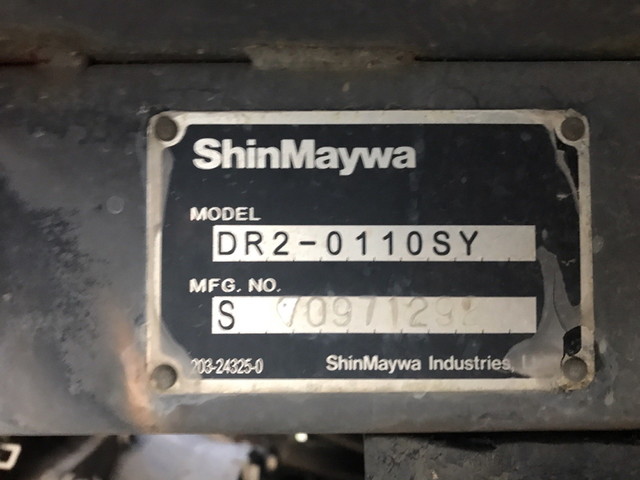 ShinMaywa
MODEL
DR2-0110SY
MFG. NO.
S
203-24325-0
ShinMaywa Industries,